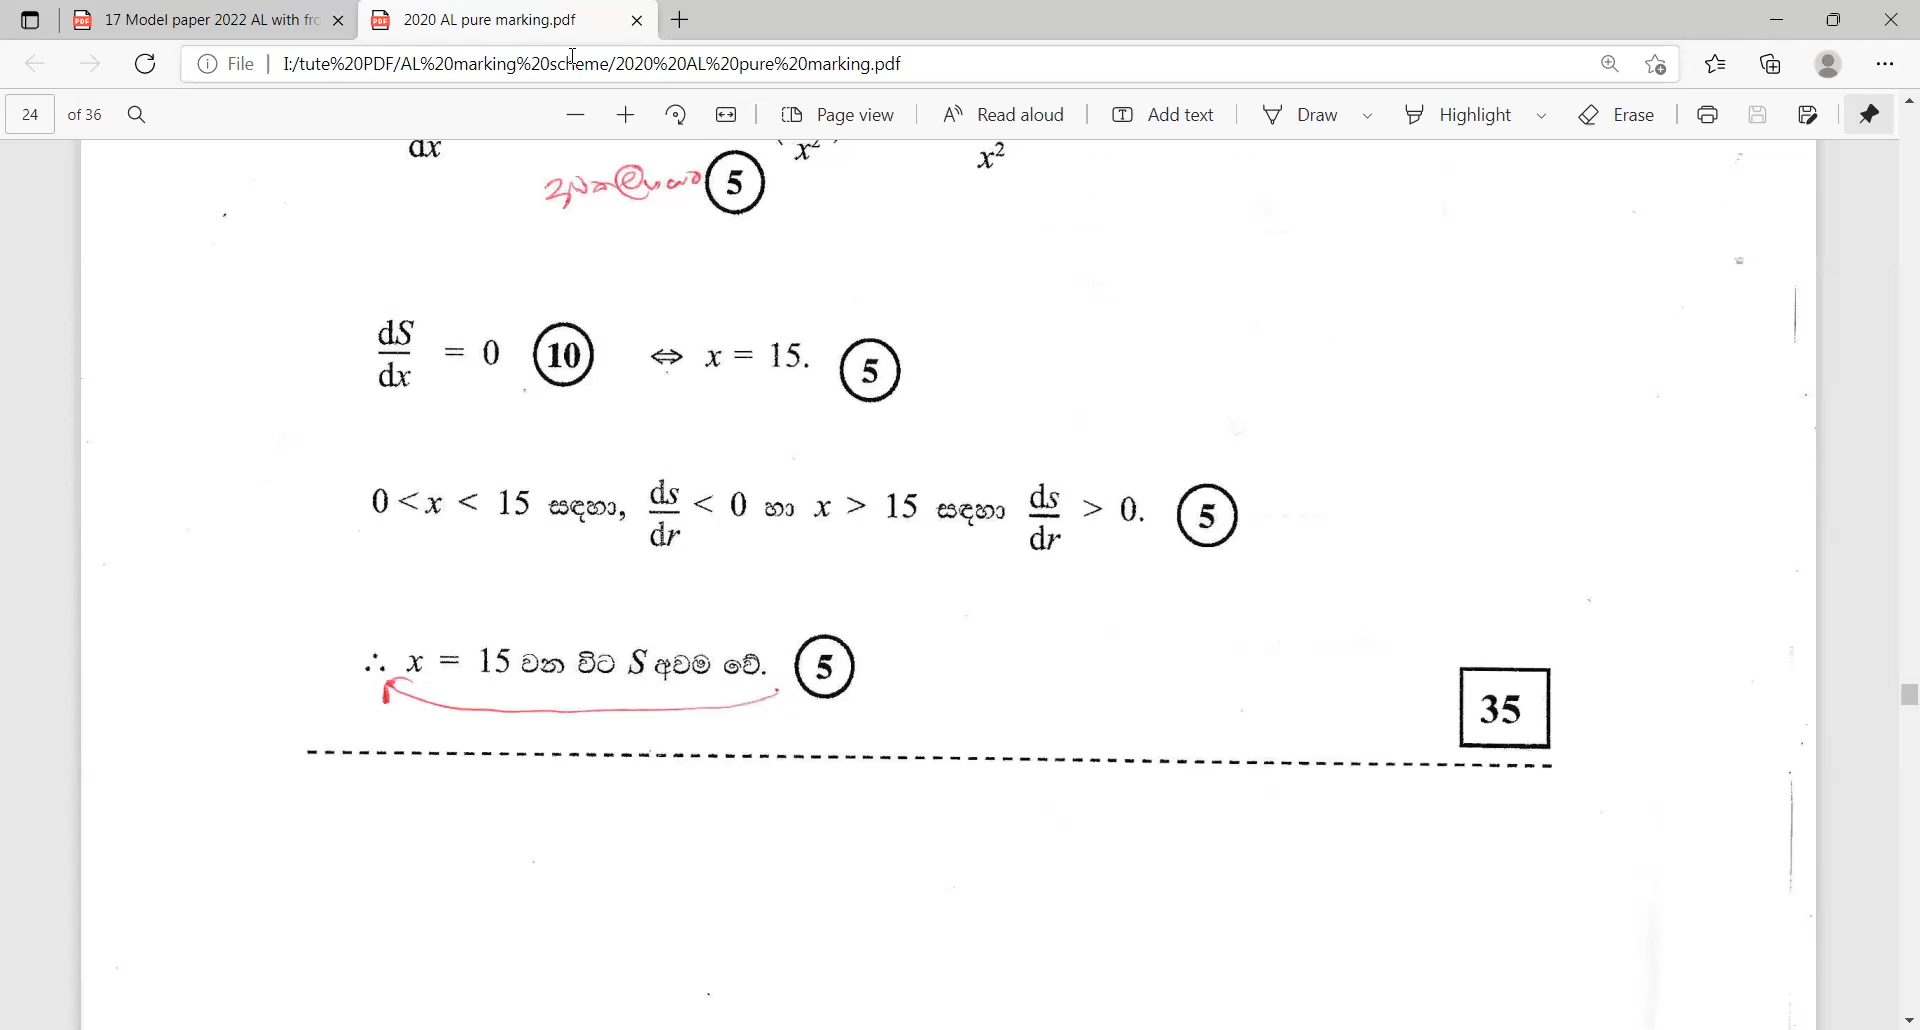 17 Model paper 2022 AL with fro
2020 AL pure marking.pdf
File
I:/tute%20PDF/AL%20marking%20scheme/2020%20AL%20pure%20marking.pdf
24 of 36
Page view
Read aloud
Add text
Draw
Highlight
Erase
dx
x²
x²
5
dS/dx = 0 10 ⇔ x = 15. 5
0 < x < 15 සඳහා, ds/dr < 0 හා x > 15 සඳහා ds/dr > 0. 5
∴ x = 15 වන විට S අවම වේ. 5
35